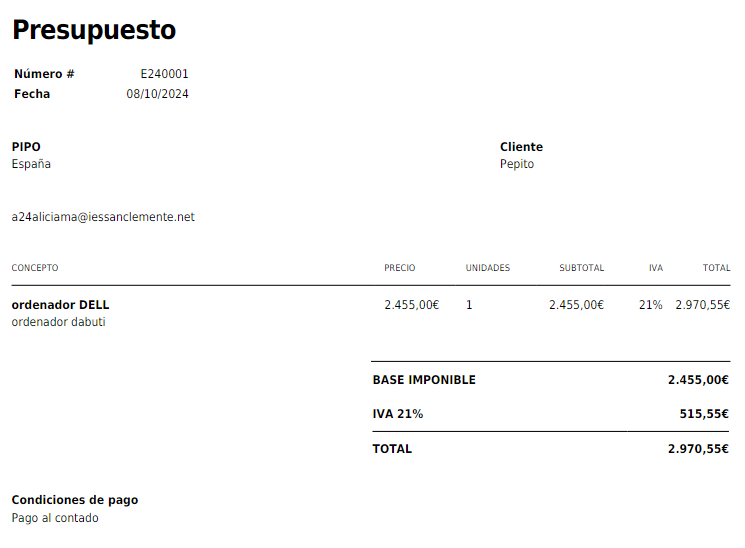 Presupuesto
Número # E240001
Fecha 08/10/2024
PIPO Cliente
España Pepito
a24aliciama@iessanclemente.net
CONCEPTO PRECIO UNIDADES SUBTOTAL IVA TOTAL
ordenador DELL 2.455,00€ 1 2.455,00€ 21% 2.970,55€
ordenador dabuti
BASE IMPONIBLE 2.455,00€
IVA 21% 515,55€
TOTAL 2.970,55€
Condiciones de pago
Pago al contado